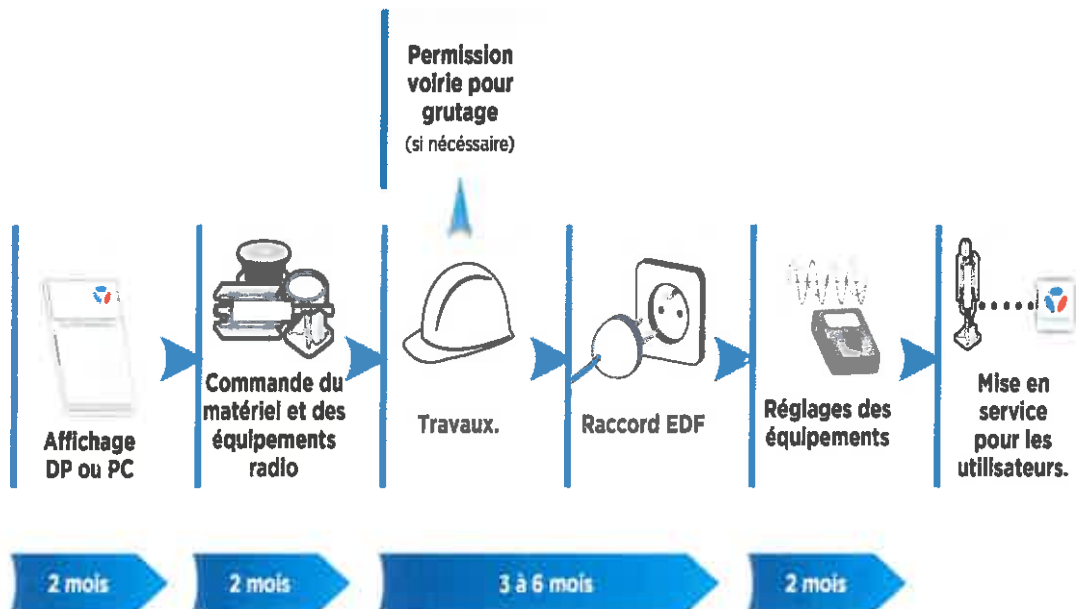 Permission
voirie pour
grutage
(si nécéssaire)
Affichage
DP ou PC
Commande du
matériel et des
équipements
radio
Travaux.
Raccord EDF
Réglages des
équipements
Mise en
service
pour les
utilisateurs.
2 mois
2 mois
3 à 6 mois
2 mois